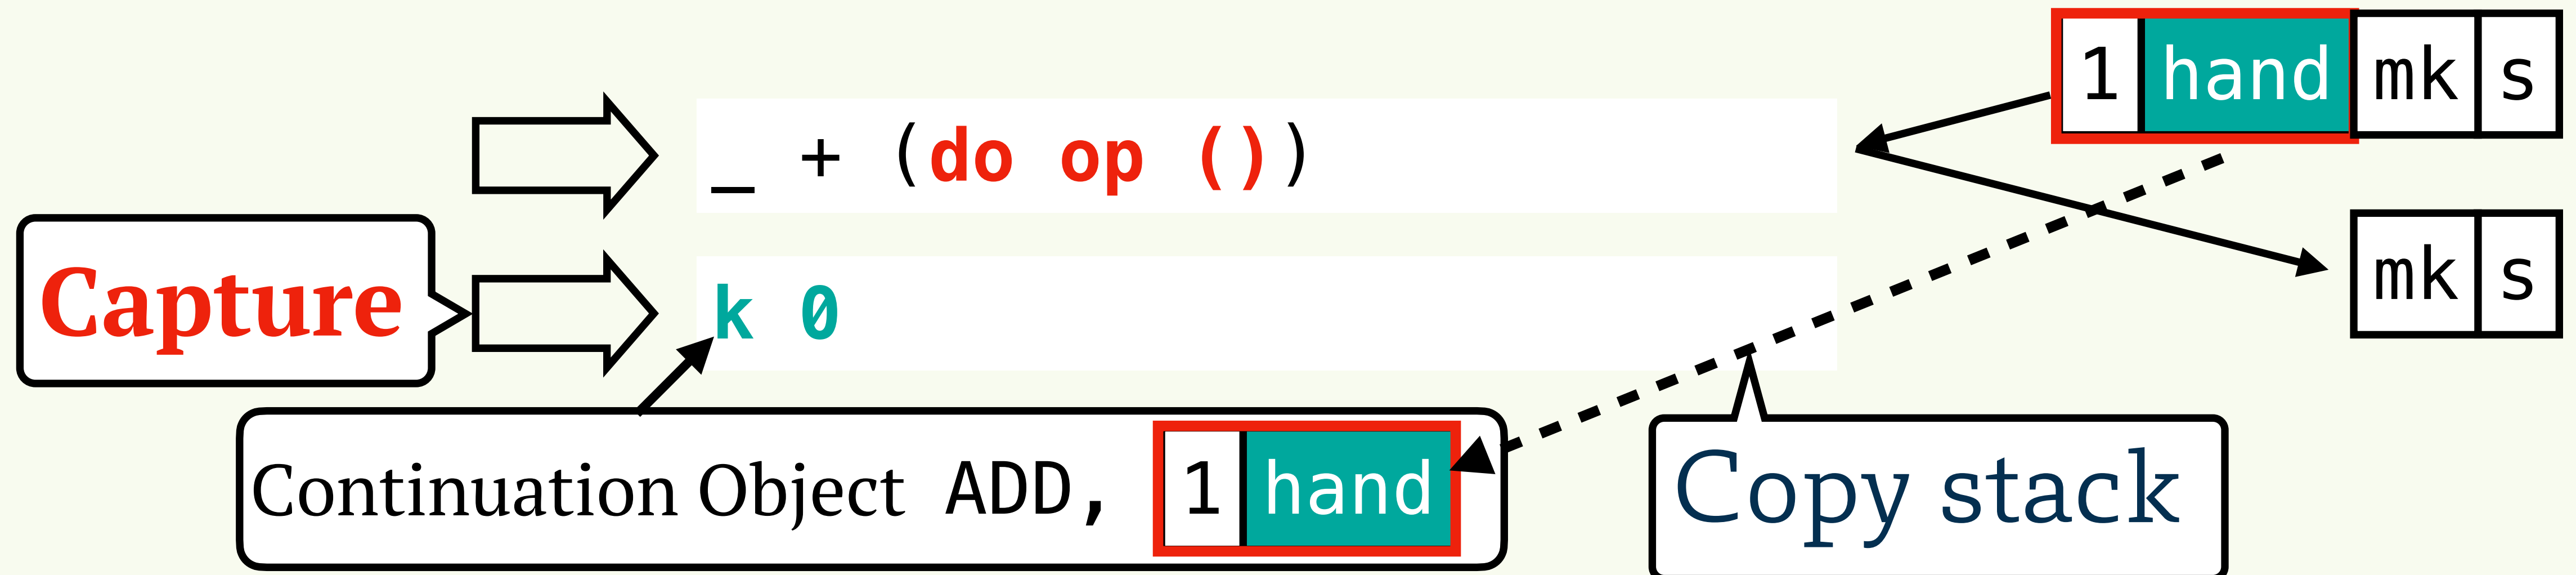 1 hand mk s
_ + (do op ())
mk s
Capture
k 0
Continuation Object ADD, 1 hand
Copy stack